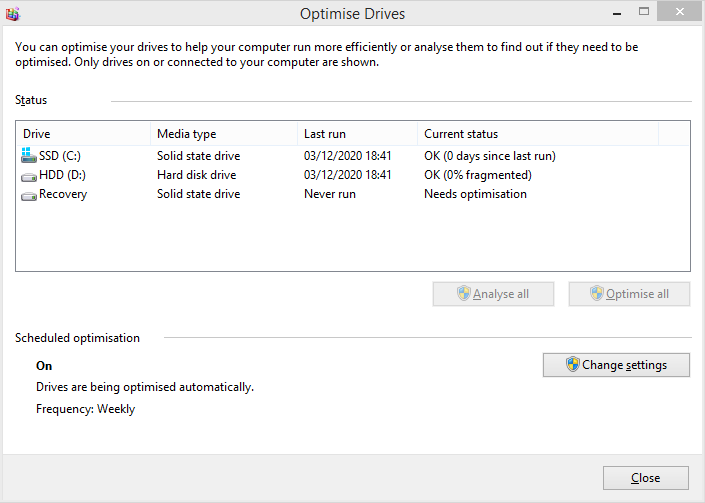 Optimise Drives
You can optimise your drives to help your computer run more efficiently or analyse them to find out if they need to be
optimised. Only drives on or connected to your computer are shown.
Status
Drive Media type Last run Current status
SSD (C:) Solid state drive 03/12/2020 18:41 OK (0 days since last run)
HDD (D:) Hard disk drive 03/12/2020 18:41 OK (0% fragmented)
Recovery Solid state drive Never run Needs optimisation
Analyse all Optimise all
Scheduled optimisation
On
Change settings
Drives are being optimised automatically.
Frequency: Weekly
Close